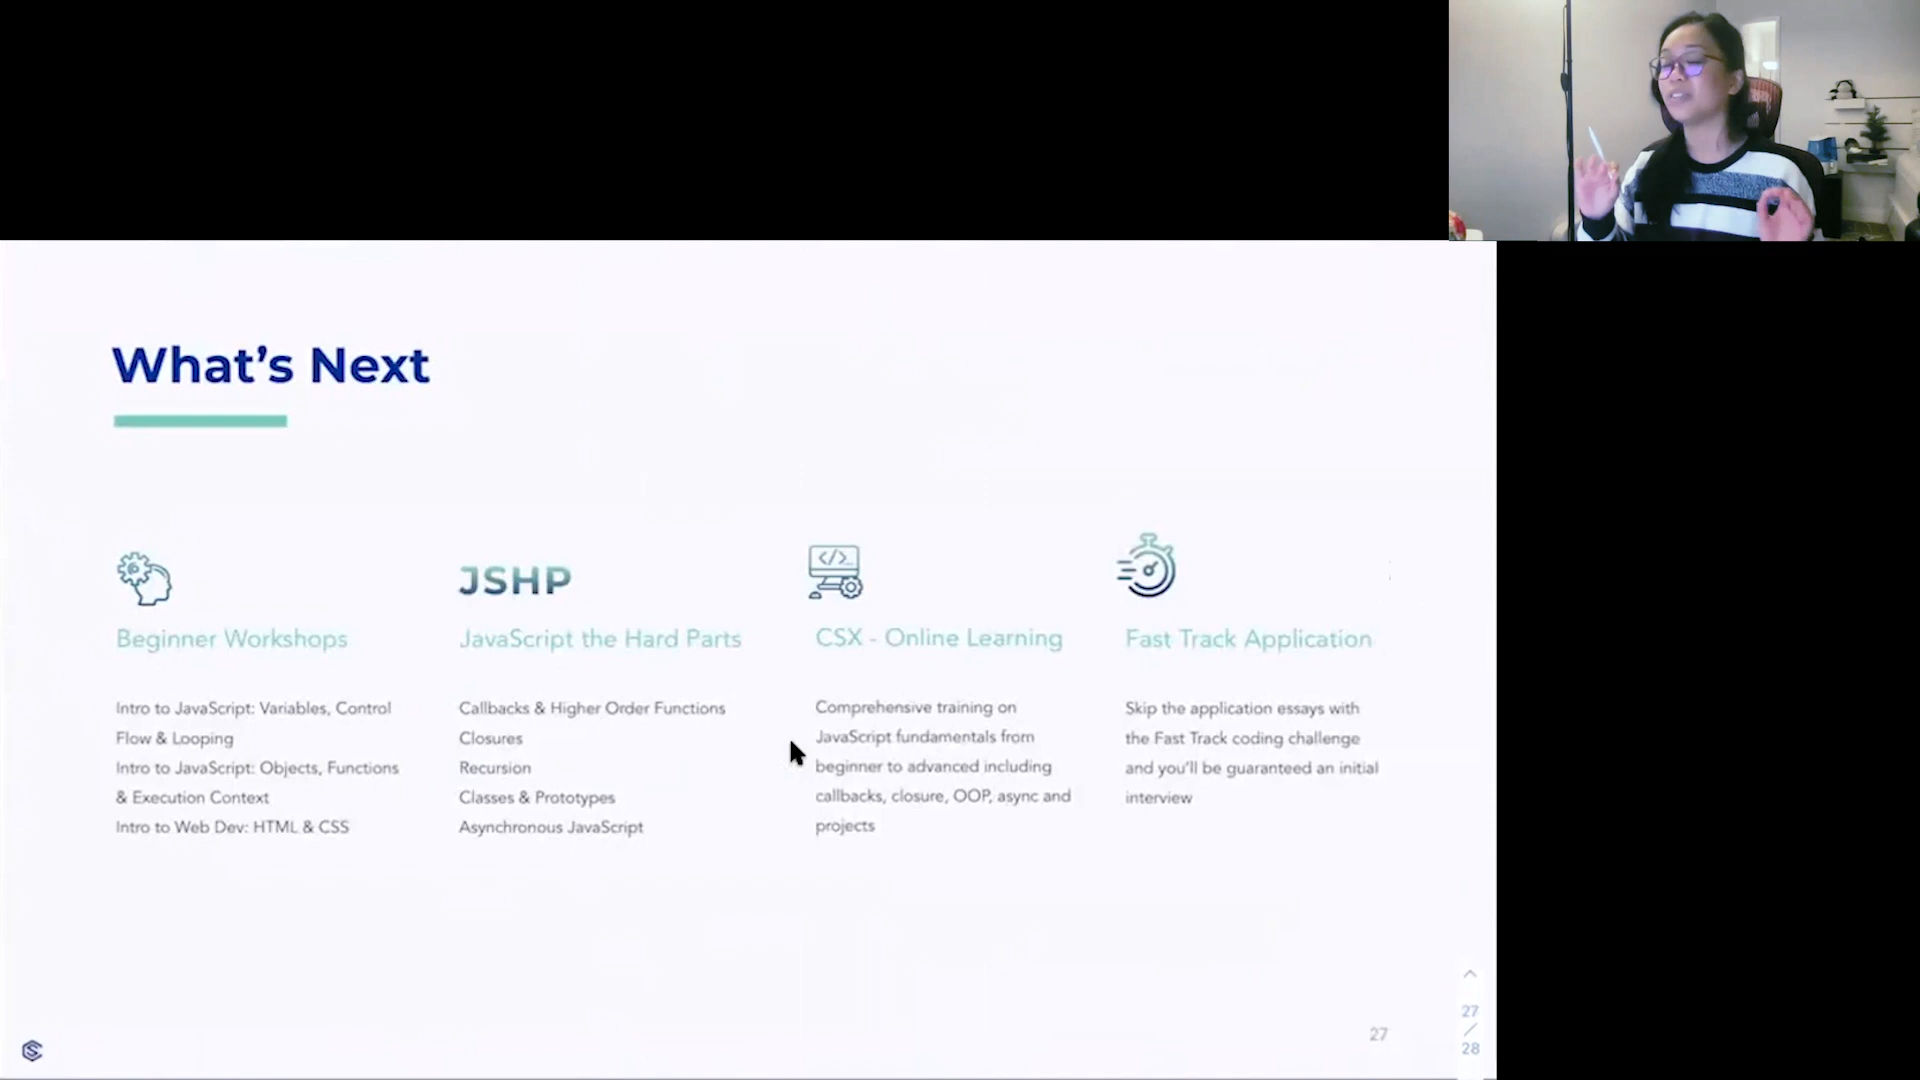 What's Next
JSHP
Beginner Workshops
Intro to JavaScript: Variables, Control
Flow & Looping
Intro to JavaScript: Objects, Functions
& Execution Context
Intro to Web Dev: HTML & CSS
JavaScript the Hard Parts
Callbacks & Higher Order Functions
Closures
Recursion
Classes & Prototypes
Asynchronous JavaScript
CSX - Online Learning
Comprehensive training on
JavaScript fundamentals from
beginner to advanced including
callbacks, closure, OOP, async and
projects
Fast Track Application
Skip the application essays with
the Fast Track coding challenge
and you'll be guaranteed an initial
interview
27
27
/
28